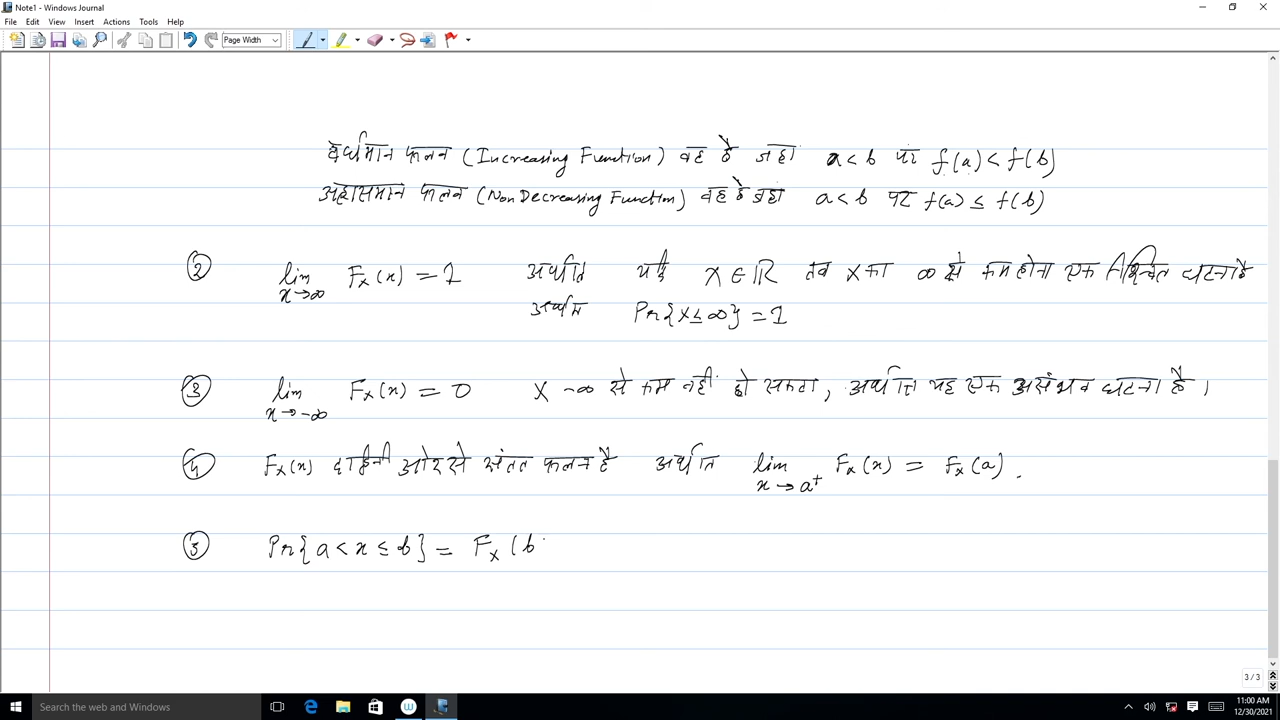 Note1 - Windows Journal
File Edit View Insert Actions Tools Help
Page Width
वर्धमान फलन (Increasing Function) वह है जहा a < b पर f(a) < f(b)
अह्रासमान फलन (Non Decreasing Function) वह है जहा a < b पर f(a) ≤ f(b)
② lim x→∞ Fx(x) = 1 अर्थात यदि X ∈ ℝ तब X का ∞ से कम होना एक निश्चित घटना है
अर्थात Pr{X ≤ ∞} = 1
③ lim x→-∞ Fx(x) = 0 X -∞ से कम नहीं हो सकता, अर्थात यह एक असंभव घटना है।
④ Fx(x) दाहिनी ओर से संतत फलन है अर्थात lim x→a⁺ Fx(x) = Fx(a).
⑤ Pr{a < x ≤ b} = Fx(b
3 / 3
Search the web and Windows
11:00 AM
12/30/2021